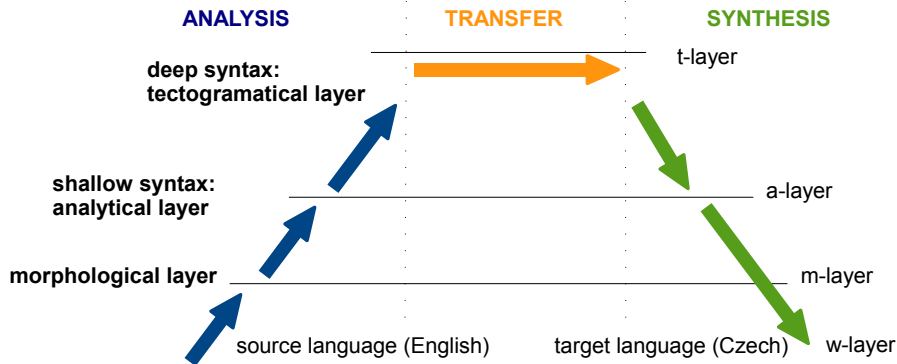 ANALYSIS
TRANSFER
SYNTHESIS
deep syntax:
tectogramatical layer
t-layer
shallow syntax:
analytical layer
a-layer
morphological layer
m-layer
source language (English)
target language (Czech)
w-layer